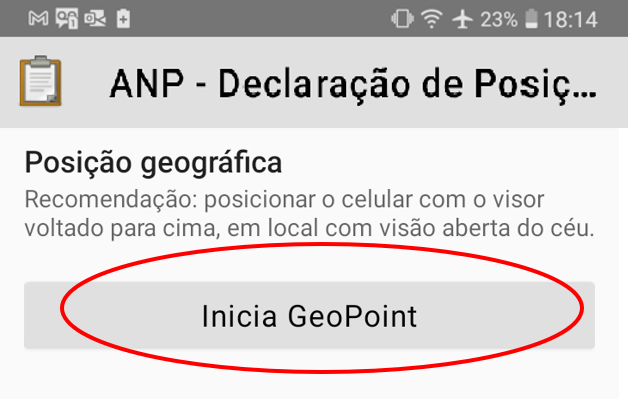 23% 18:14
ANP - Declaração de Posiç...
Posição geográfica
Recomendação: posicionar o celular com o visor
voltado para cima, em local com visão aberta do céu.
Inicia GeoPoint